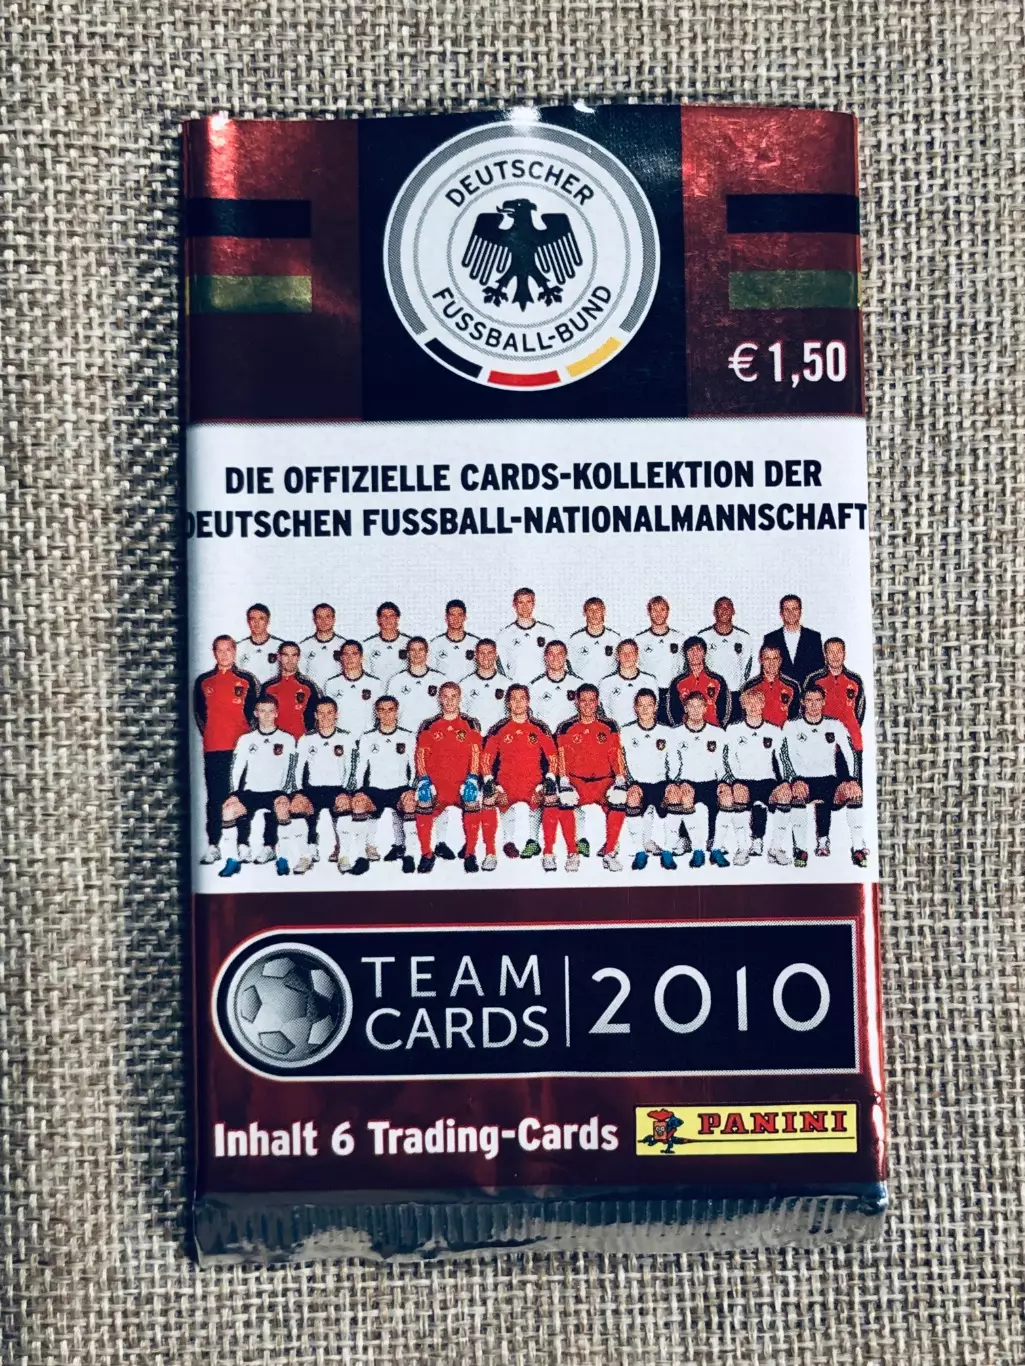 DEUTSCHER
FUSSBALL-BUND
€ 1,50
DIE OFFIZIELLE CARDS-KOLLEKTION DER
DEUTSCHEN FUSSBALL-NATIONALMANNSCHAFT
TEAM
CARDS
2010
Inhalt 6 Trading-Cards
PANINI